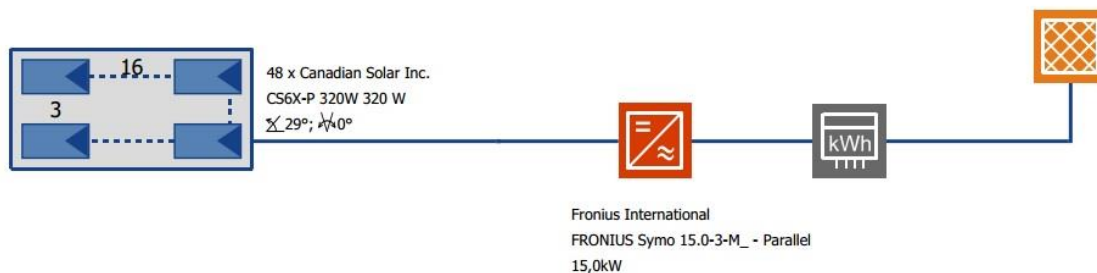 16
3
48 x Canadian Solar Inc.
CS6X-P 320W 320 W
29°; 0°
kWh
Fronius International
FRONIUS Symo 15.0-3-M_ - Parallel
15,0kW